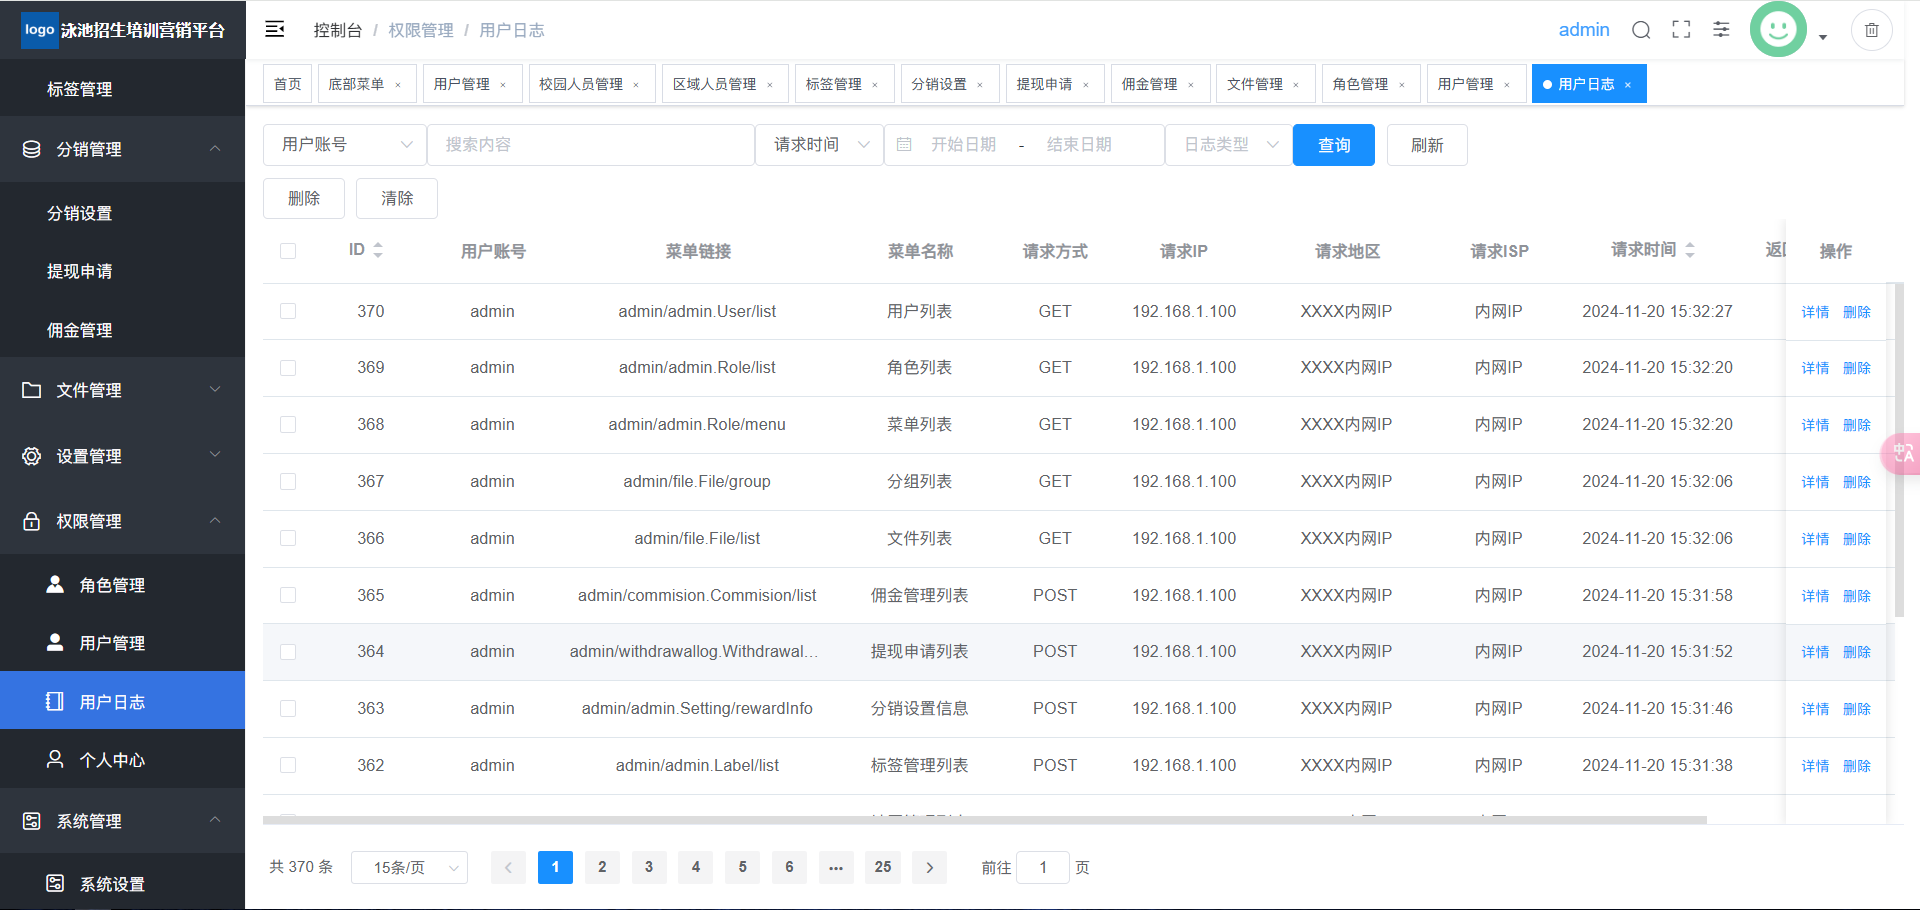 logo 泳池招生培训营销平台
控制台 / 权限管理 / 用户日志
admin
标签管理
分销管理
分销设置
提现申请
佣金管理
文件管理
设置管理
权限管理
角色管理
用户管理
用户日志
个人中心
系统管理
系统设置
首页 底部菜单 × 用户管理 × 校园人员管理 × 区域人员管理 × 标签管理 × 分销设置 × 提现申请 × 佣金管理 × 文件管理 × 角色管理 × 用户管理 × 用户日志 ×
用户账号 搜索内容 请求时间 开始日期 - 结束日期 日志类型 查询 刷新
删除 清除
ID 用户账号 菜单链接 菜单名称 请求方式 请求IP 请求地区 请求ISP 请求时间 操作
370 admin admin/admin.User/list 用户列表 GET 192.168.1.100 XXXX内网IP 内网IP 2024-11-20 15:32:27 详情 删除
369 admin admin/admin.Role/list 角色列表 GET 192.168.1.100 XXXX内网IP 内网IP 2024-11-20 15:32:20 详情 删除
368 admin admin/admin.Role/menu 菜单列表 GET 192.168.1.100 XXXX内网IP 内网IP 2024-11-20 15:32:20 详情 删除
367 admin admin/file.File/group 分组列表 GET 192.168.1.100 XXXX内网IP 内网IP 2024-11-20 15:32:06 详情 删除
366 admin admin/file.File/list 文件列表 GET 192.168.1.100 XXXX内网IP 内网IP 2024-11-20 15:32:06 详情 删除
365 admin admin/commision.Commision/list 佣金管理列表 POST 192.168.1.100 XXXX内网IP 内网IP 2024-11-20 15:31:58 详情 删除
364 admin admin/withdrawallog.Withdrawal... 提现申请列表 POST 192.168.1.100 XXXX内网IP 内网IP 2024-11-20 15:31:52 详情 删除
363 admin admin/admin.Setting/rewardInfo 分销设置信息 POST 192.168.1.100 XXXX内网IP 内网IP 2024-11-20 15:31:46 详情 删除
362 admin admin/admin.Label/list 标签管理列表 POST 192.168.1.100 XXXX内网IP 内网IP 2024-11-20 15:31:38 详情 删除
共 370 条 15条/页 < 1 2 3 4 5 6 ... 25 > 前往 1 页
中 A